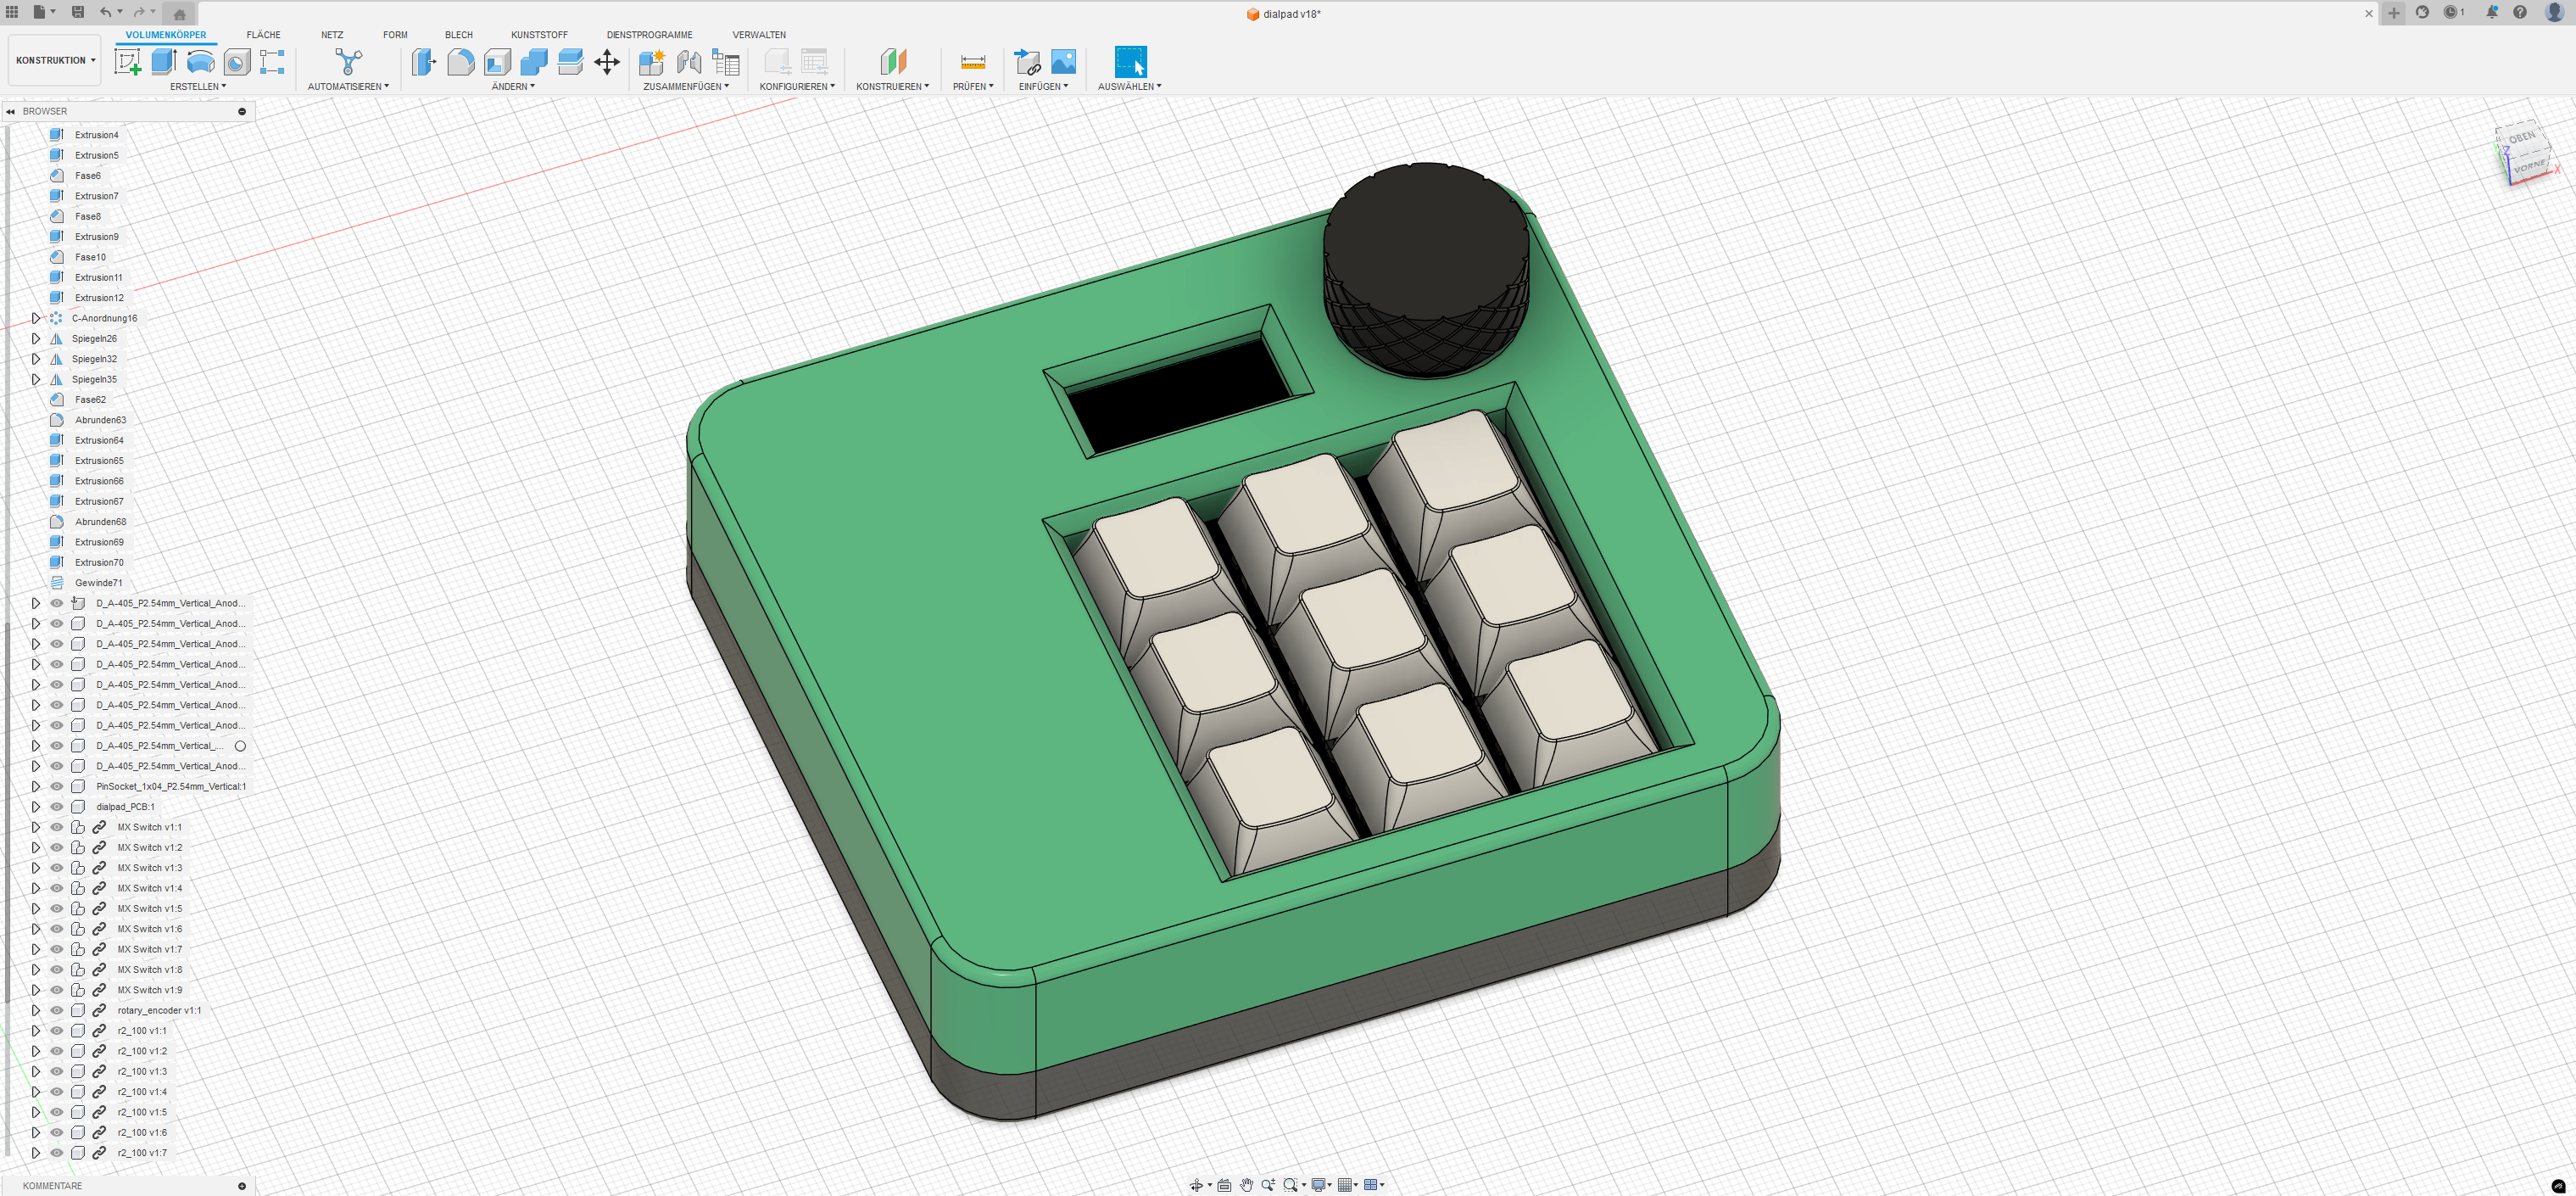 dialpad v18*
1
KONSTRUKTION
VOLUMENKÖRPER
FLÄCHE
NETZ
FORM
BLECH
KUNSTSTOFF
DIENSTPROGRAMME
VERWALTEN
ERSTELLEN
AUTOMATISIEREN
ÄNDERN
ZUSAMMENFÜGEN
KONFIGURIEREN
KONSTRUIEREN
PRÜFEN
EINFÜGEN
AUSWÄHLEN
BROWSER
Extrusion4
Extrusion5
Fase6
Extrusion7
Fase8
Extrusion9
Fase10
Extrusion11
Extrusion12
C-Anordnung16
Spiegeln26
Spiegeln32
Spiegeln35
Fase62
Abrunden63
Extrusion64
Extrusion65
Extrusion66
Extrusion67
Abrunden68
Extrusion69
Extrusion70
Gewinde71
D_A-405_P2.54mm_Vertical_Anod...
D_A-405_P2.54mm_Vertical_Anod...
D_A-405_P2.54mm_Vertical_Anod...
D_A-405_P2.54mm_Vertical_Anod...
D_A-405_P2.54mm_Vertical_Anod...
D_A-405_P2.54mm_Vertical_Anod...
D_A-405_P2.54mm_Vertical_Anod...
D_A-405_P2.54mm_Vertical_...
D_A-405_P2.54mm_Vertical_Anod...
PinSocket_1x04_P2.54mm_Vertical:1
dialpad_PCB:1
MX Switch v1:1
MX Switch v1:2
MX Switch v1:3
MX Switch v1:4
MX Switch v1:5
MX Switch v1:6
MX Switch v1:7
MX Switch v1:8
MX Switch v1:9
rotary_encoder v1:1
r2_100 v1:1
r2_100 v1:2
r2_100 v1:3
r2_100 v1:4
r2_100 v1:5
r2_100 v1:6
r2_100 v1:7
KOMMENTARE
OBEN
VORNE
Z
X